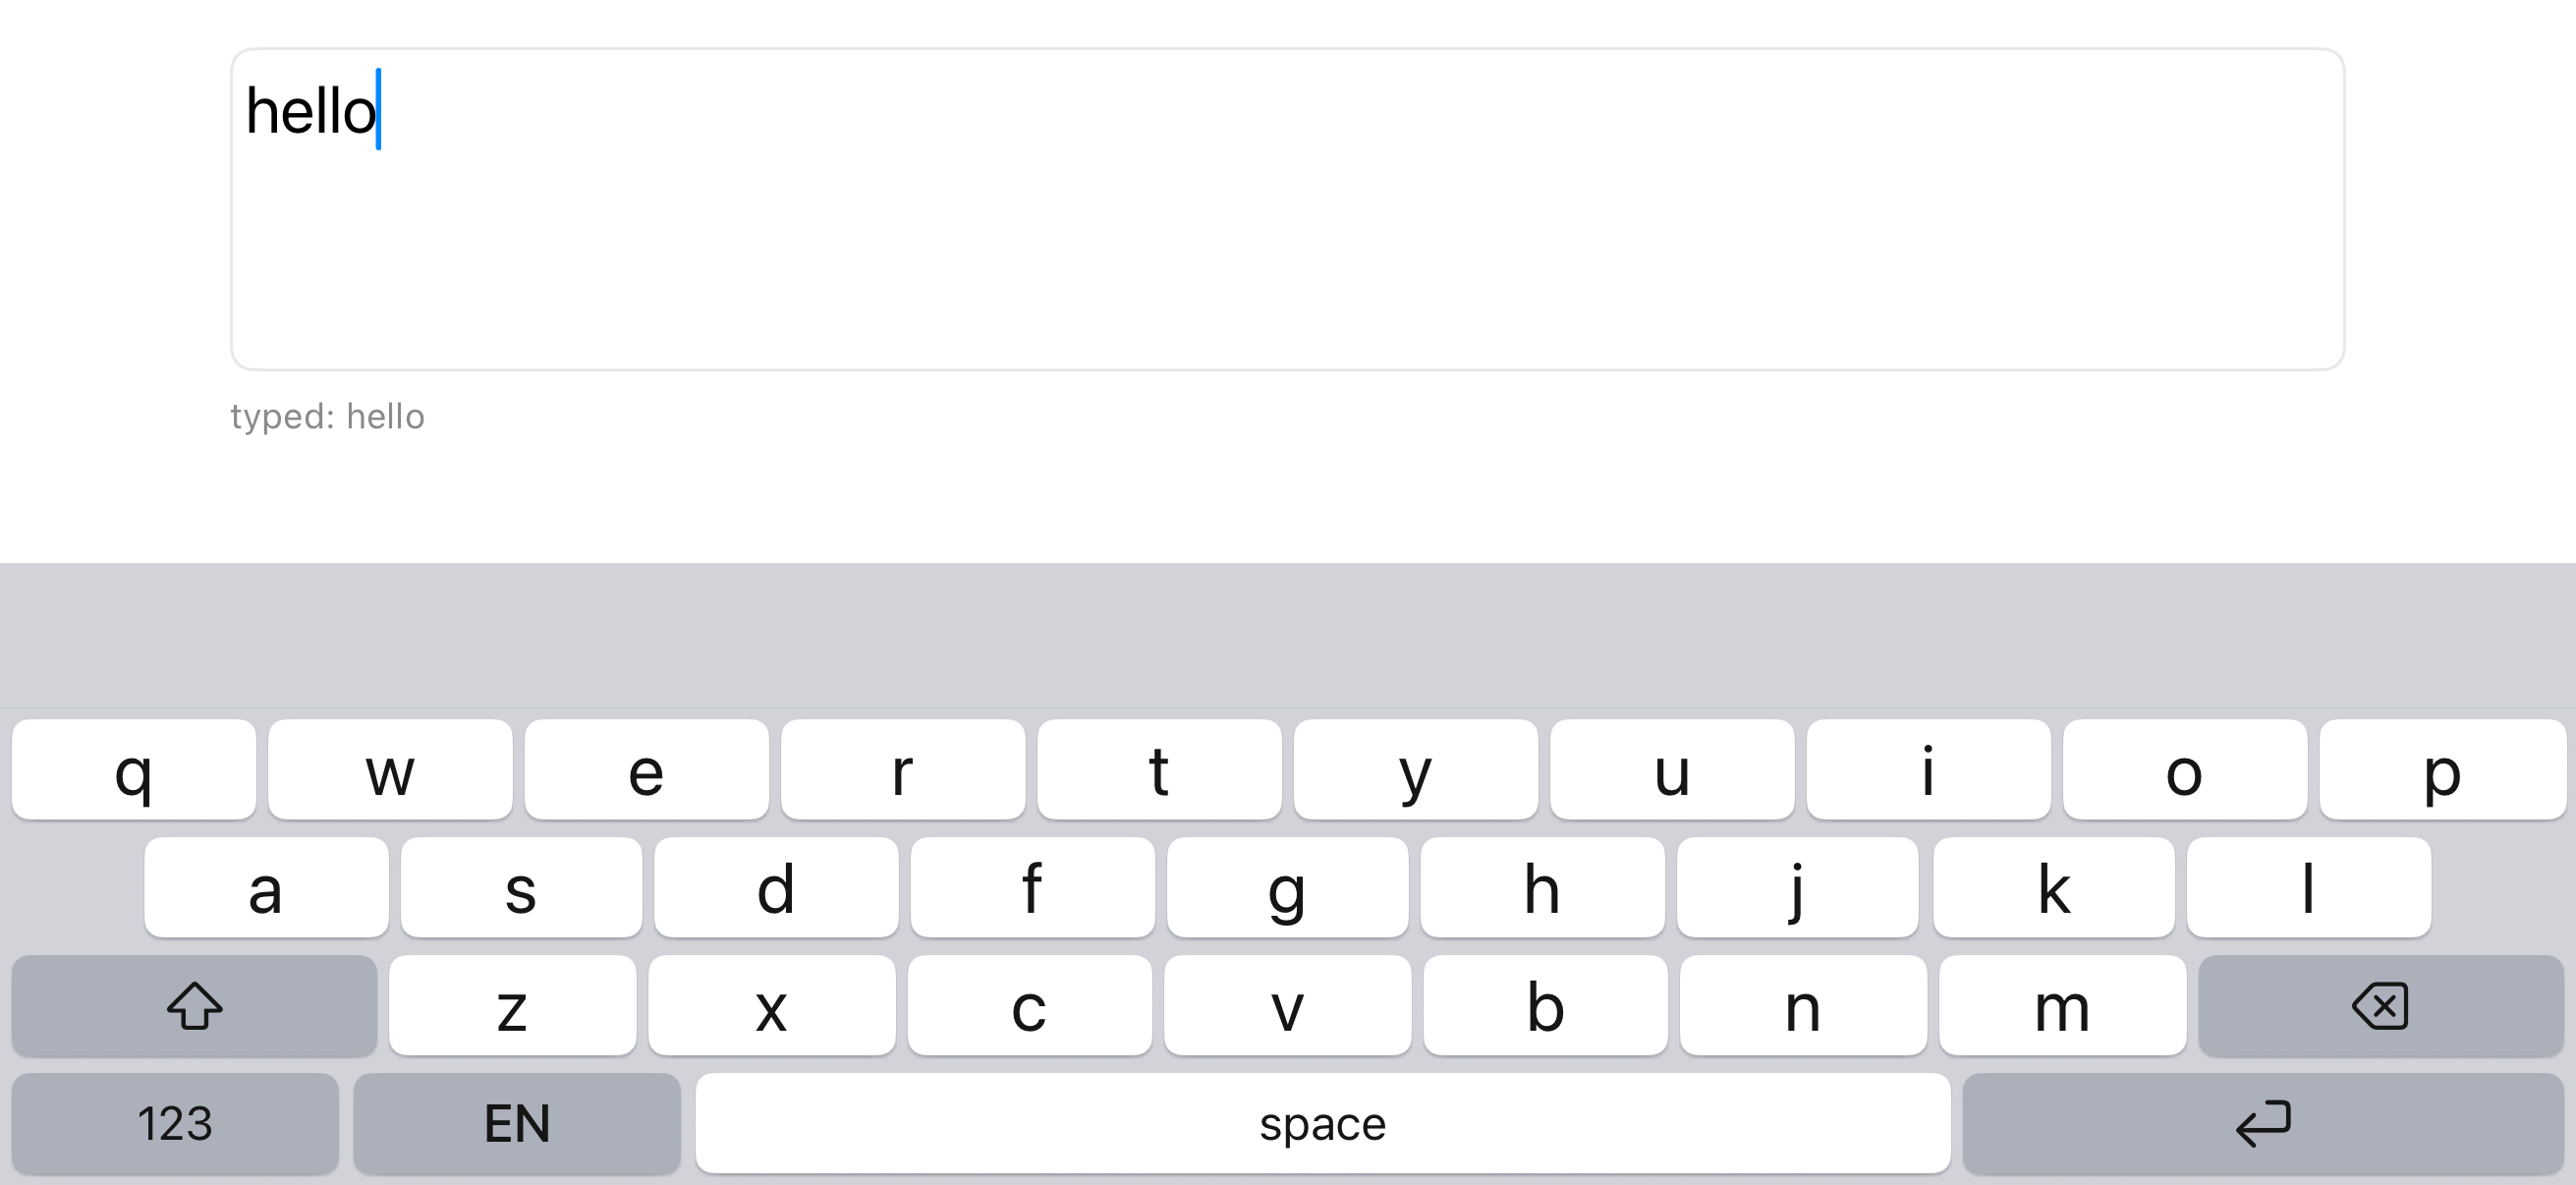 hello
typed: hello
q w e r t y u i o p
a s d f g h j k l
z x c v b n m
123 EN space